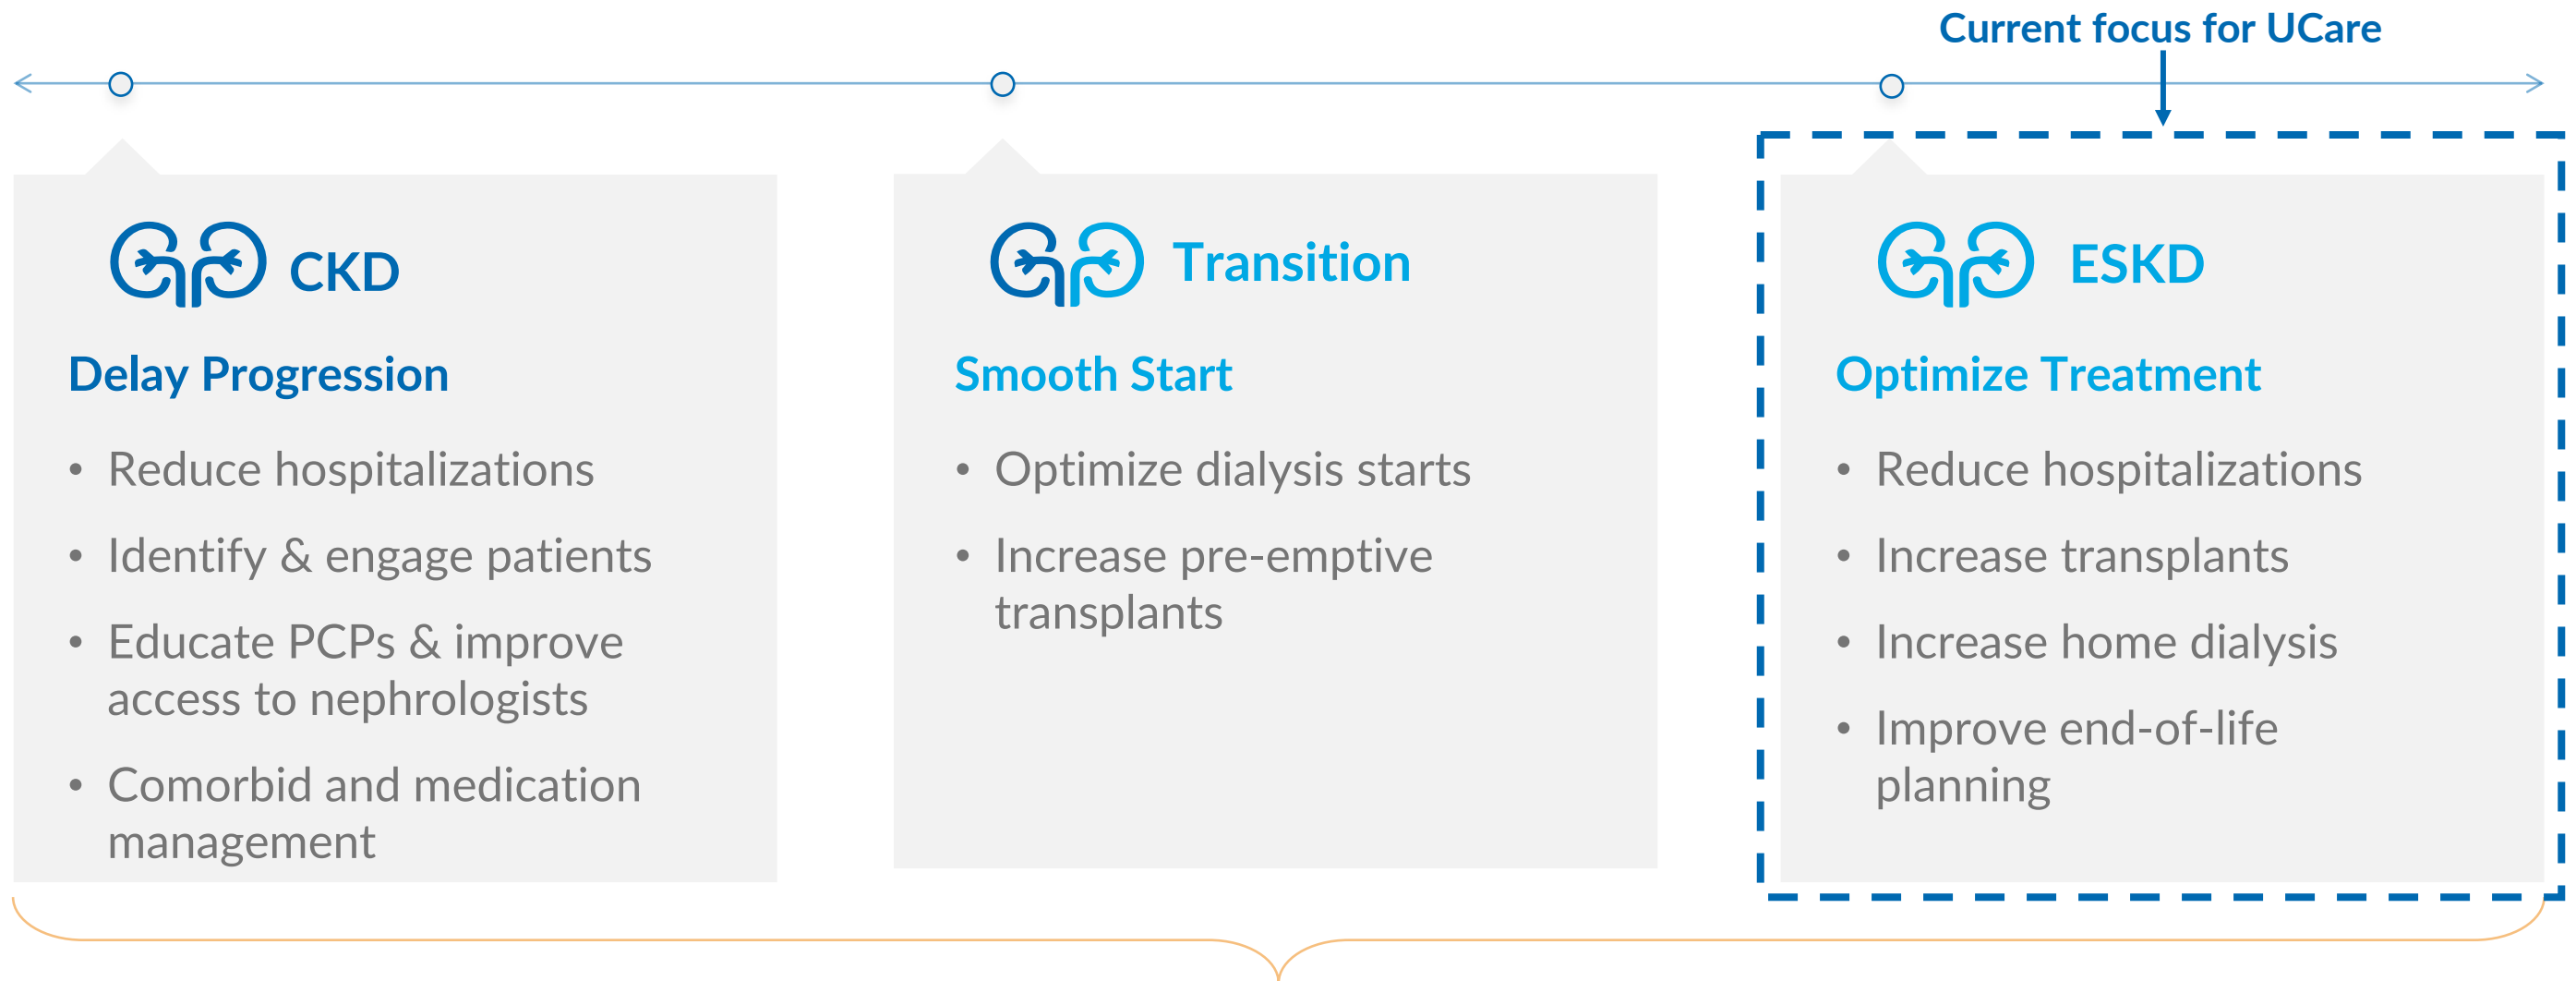 Current focus for UCare
CKD
Delay Progression
• Reduce hospitalizations
• Identify & engage patients
• Educate PCPs & improve
access to nephrologists
• Comorbid and medication
management
Transition
Smooth Start
• Optimize dialysis starts
• Increase pre-emptive
transplants
ESKD
Optimize Treatment
• Reduce hospitalizations
• Increase transplants
• Increase home dialysis
• Improve end-of-life
planning